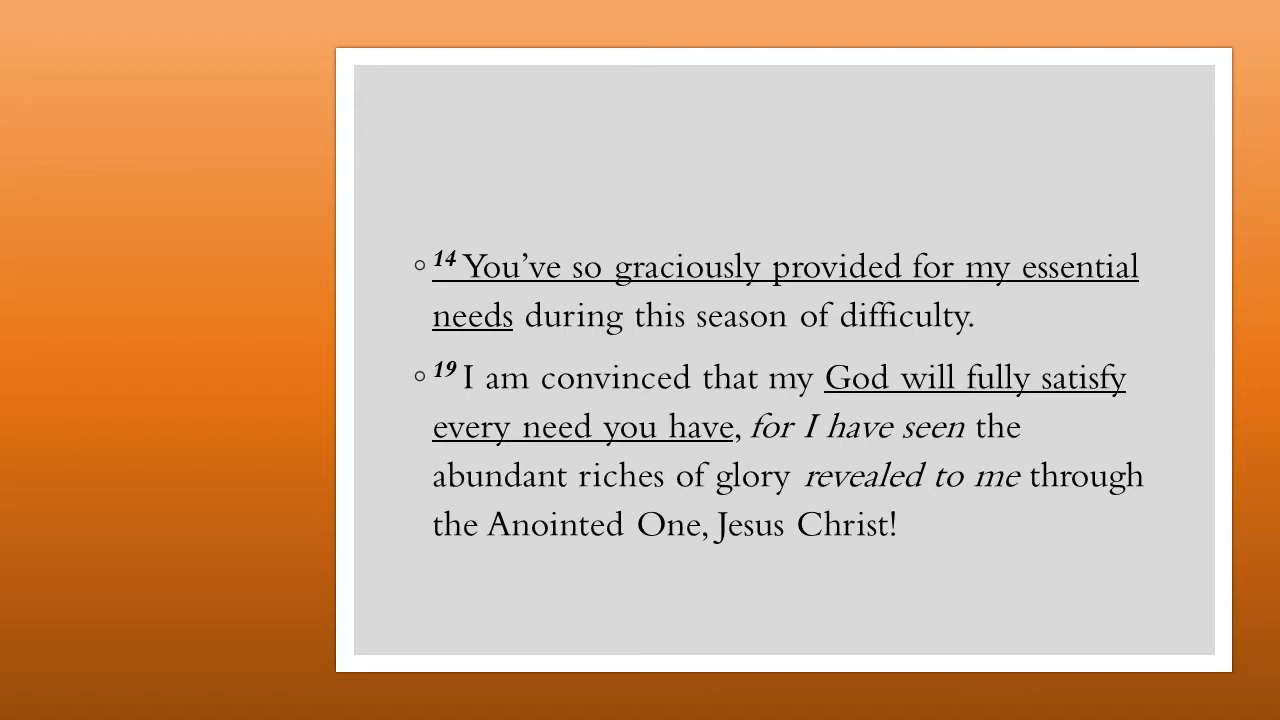 ◦ 14 You’ve so graciously provided for my essential
needs during this season of difficulty.
◦ 19 I am convinced that my God will fully satisfy
every need you have, for I have seen the
abundant riches of glory revealed to me through
the Anointed One, Jesus Christ!